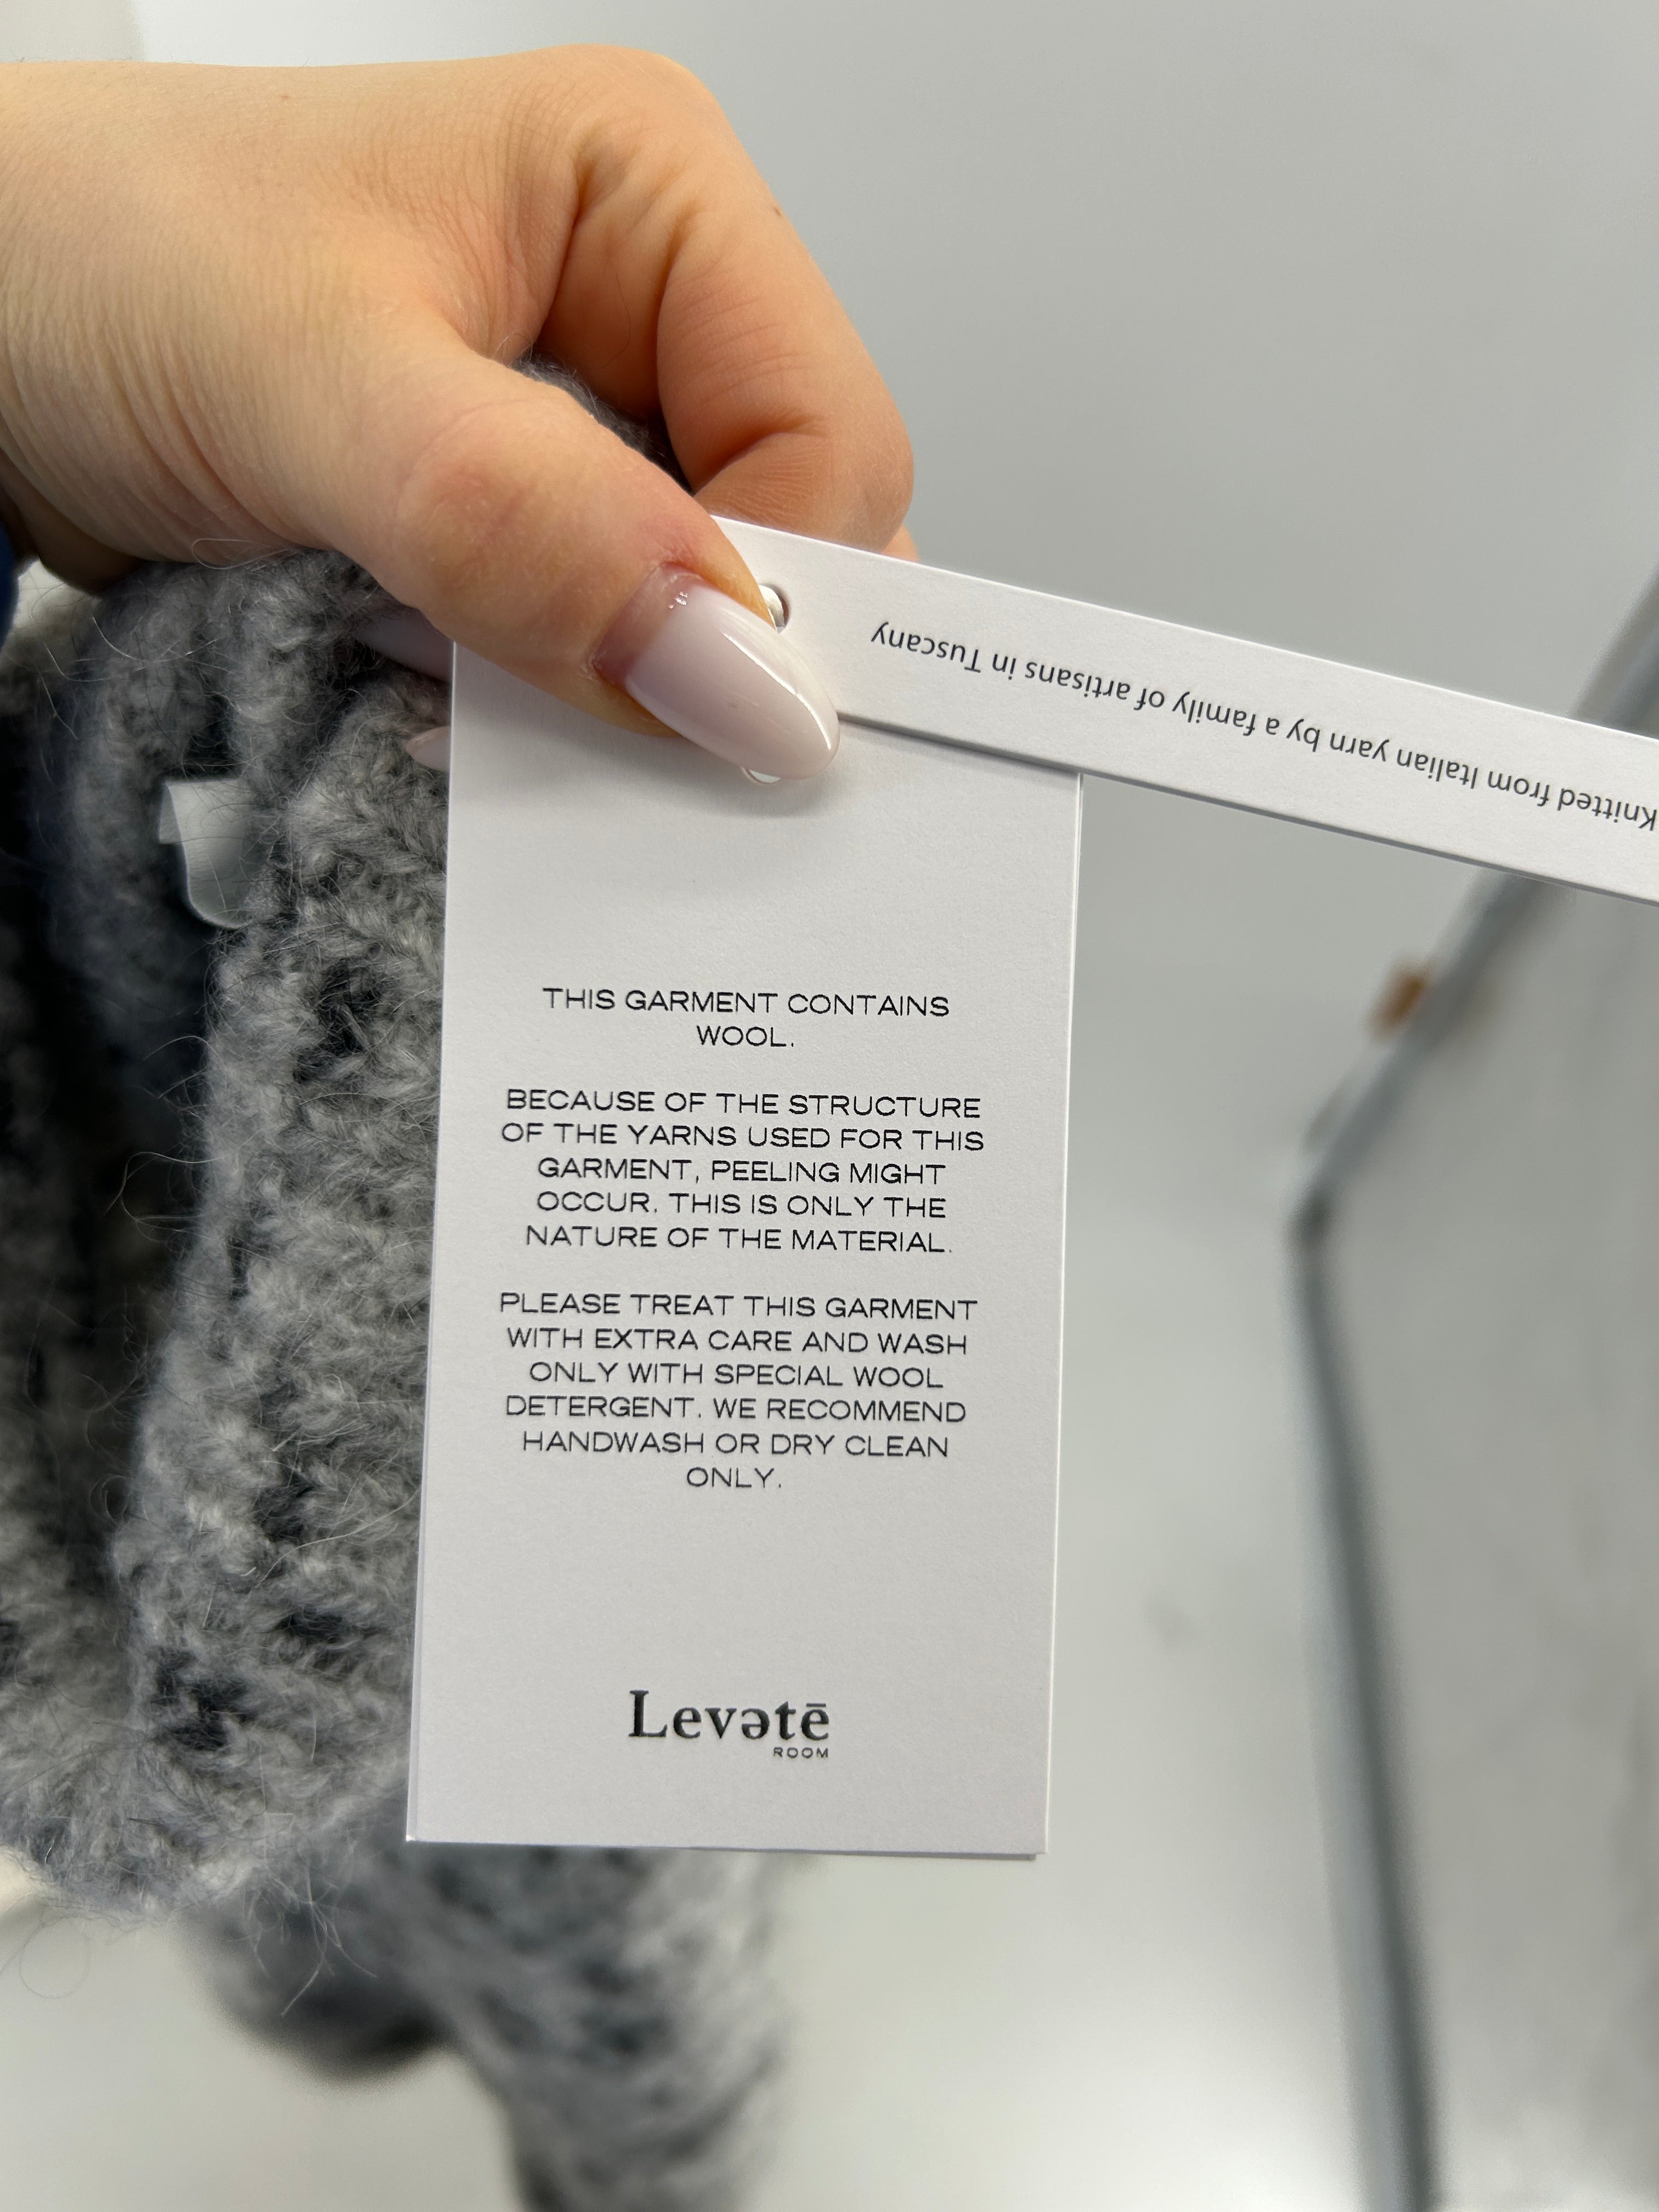 Knitted from Italian yarn by a family of artisans in Tuscany
THIS GARMENT CONTAINS
WOOL.
BECAUSE OF THE STRUCTURE
OF THE YARNS USED FOR THIS
GARMENT, PEELING MIGHT
OCCUR. THIS IS ONLY THE
NATURE OF THE MATERIAL.
PLEASE TREAT THIS GARMENT
WITH EXTRA CARE AND WASH
ONLY WITH SPECIAL WOOL
DETERGENT. WE RECOMMEND
HANDWASH OR DRY CLEAN
ONLY.
Levətē
ROOM